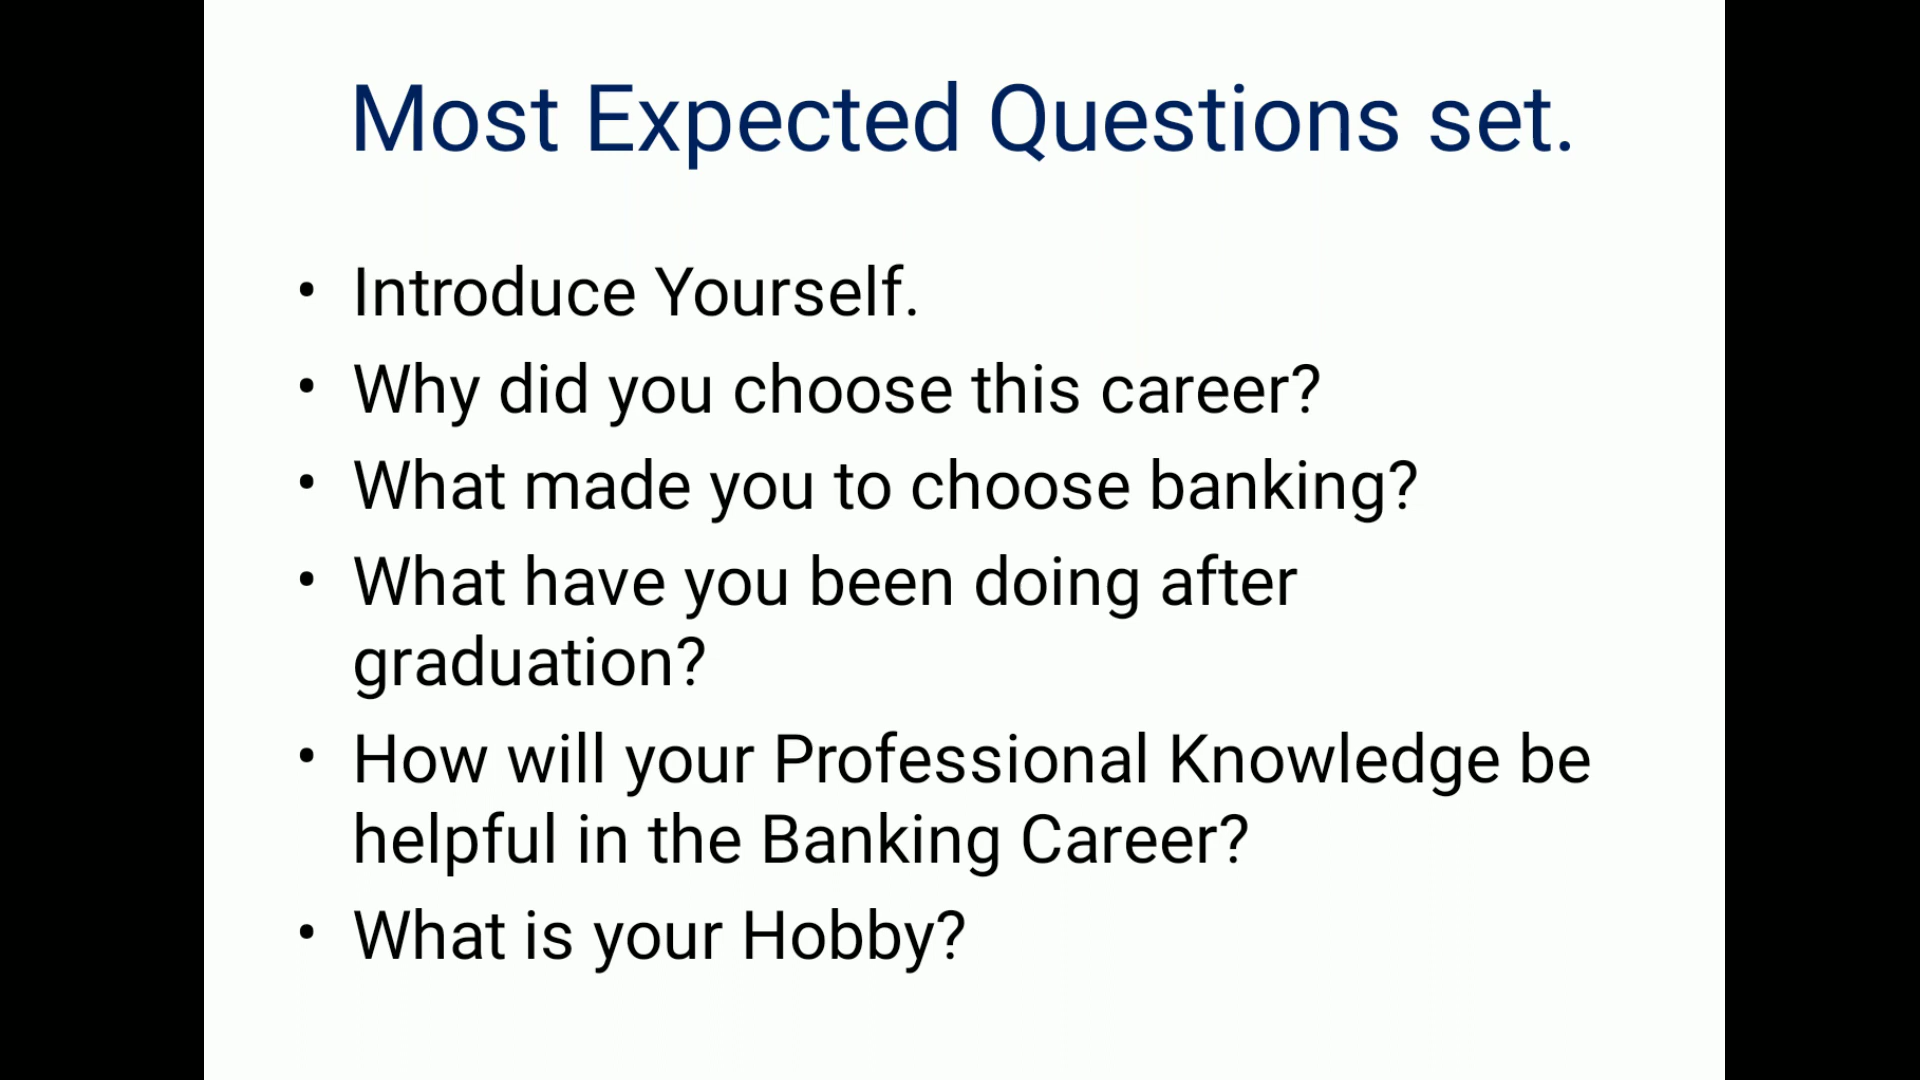 Most Expected Questions set.
• Introduce Yourself.
• Why did you choose this career?
• What made you to choose banking?
• What have you been doing after
graduation?
• How will your Professional Knowledge be
helpful in the Banking Career?
• What is your Hobby?